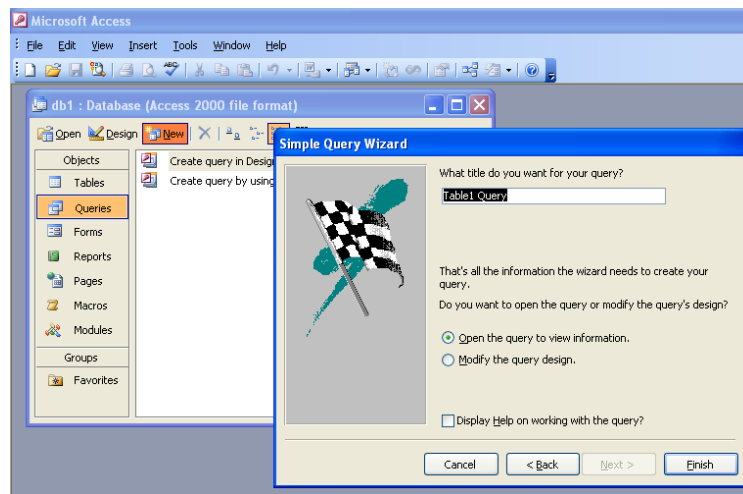 Microsoft Access
File Edit View Insert Tools Window Help
db1 : Database (Access 2000 file format)
Open Design New
Simple Query Wizard
Objects
Create query in Desig
Tables
Create query by using
Queries
Forms
Reports
Pages
Macros
Modules
Groups
Favorites
What title do you want for your query?
Table1 Query
That's all the information the wizard needs to create your
query.
Do you want to open the query or modify the query's design?
Open the query to view information.
Modify the query design.
Display Help on working with the query?
Cancel < Back Next > Finish